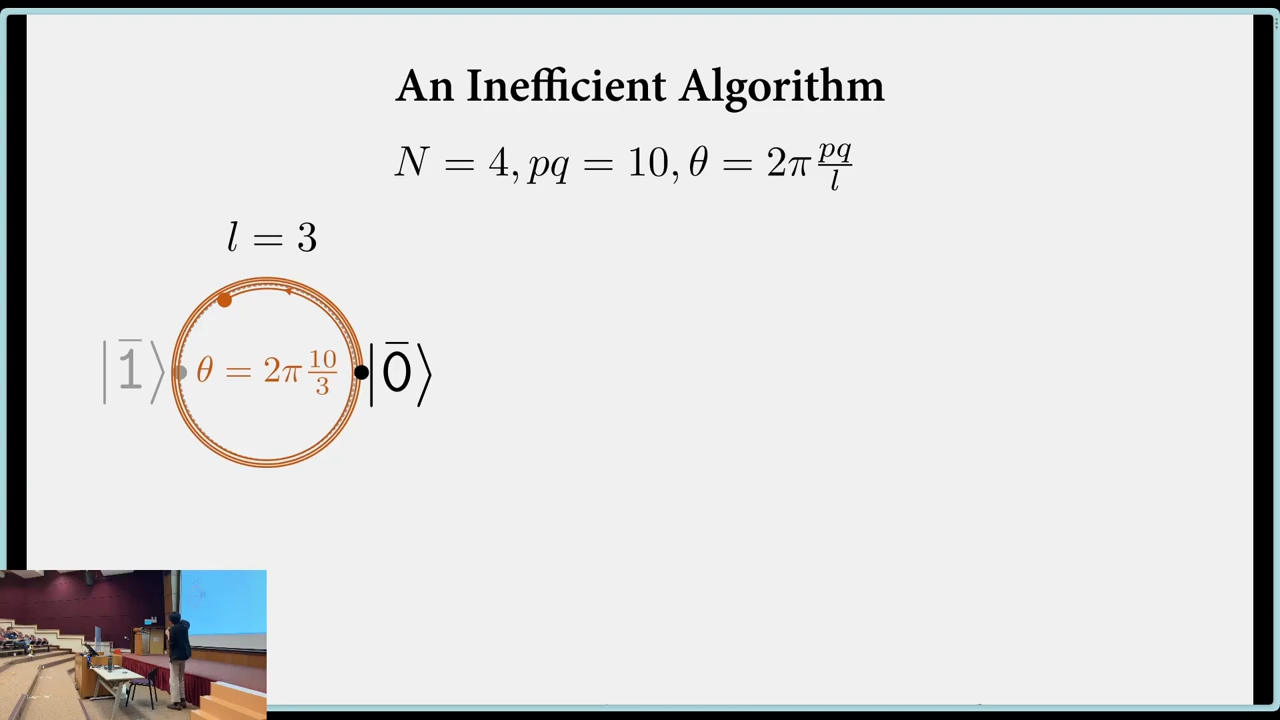 An Inefficient Algorithm
N = 4, pq = 10, θ = 2π pq/l
l = 3
|1̅⟩ θ = 2π 10/3 |0̅⟩